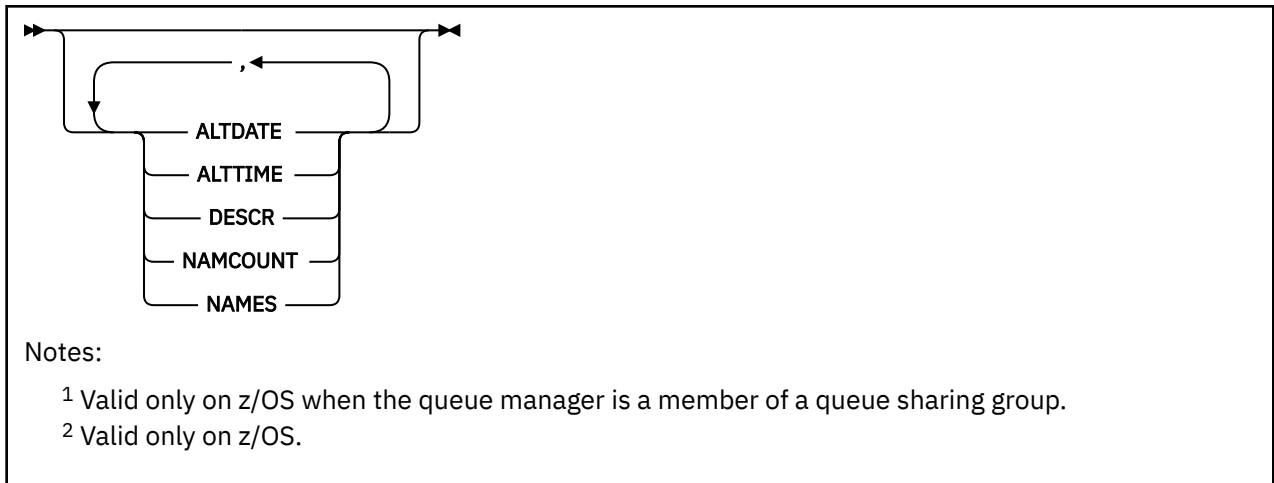 ,
ALTDATE
ALTTIME
DESCR
NAMCOUNT
NAMES
Notes:
1 Valid only on z/OS when the queue manager is a member of a queue sharing group.
2 Valid only on z/OS.